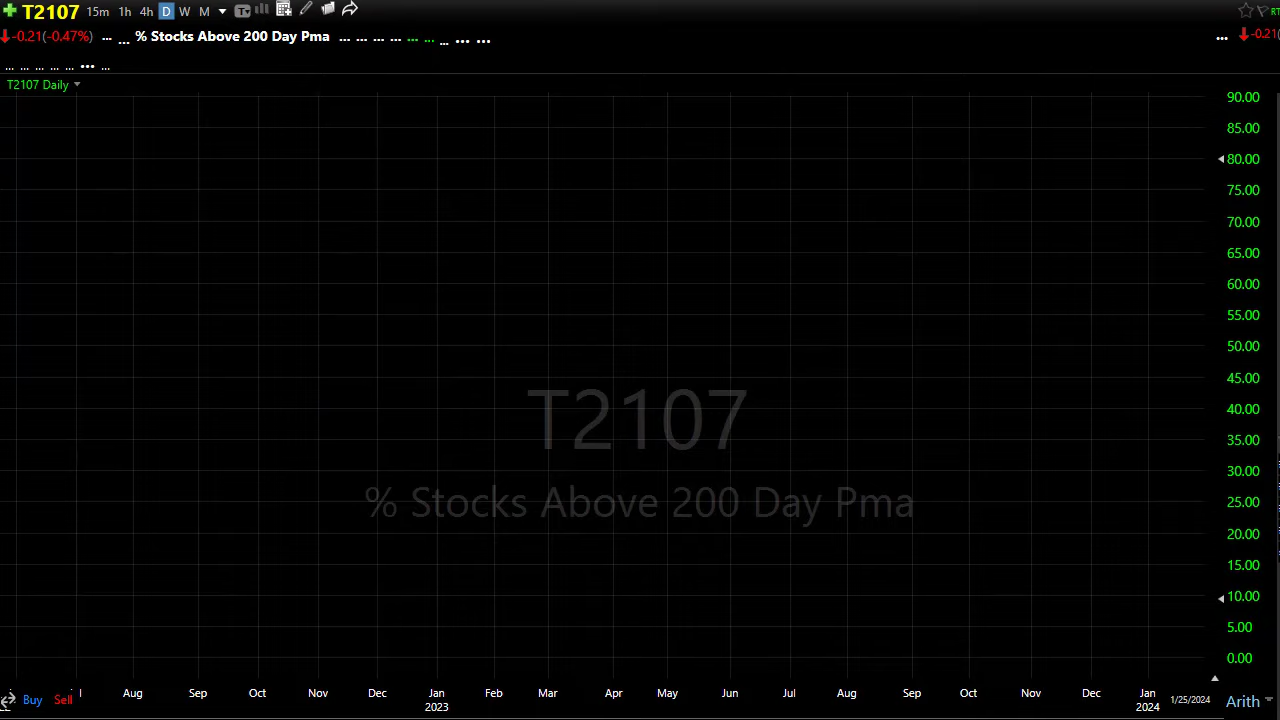 T2107 15m 1h 4h D W M T RT
-0.21(-0.47%) ... ... % Stocks Above 200 Day Pma ... ... ... ... ... ... ... ... ... ... -0.21(
... ... ... ... ... ... ...
T2107 Daily
90.00
85.00
80.00
75.00
70.00
65.00
60.00
55.00
50.00
45.00
40.00
35.00
30.00
25.00
20.00
15.00
10.00
5.00
0.00
T2107
% Stocks Above 200 Day Pma
Aug Sep Oct Nov Dec Jan Feb Mar Apr May Jun Jul Aug Sep Oct Nov Dec Jan
2023 2024
Buy Sell 1/25/2024 Arith